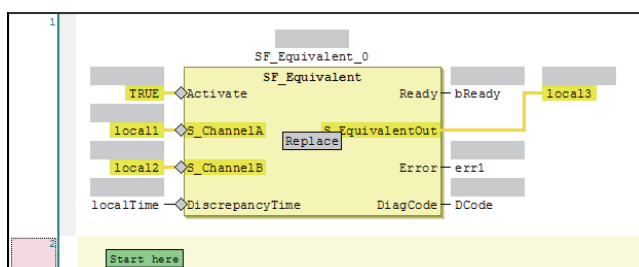 1
SF_Equivalent_0
SF_Equivalent
TRUE Activate Ready bReady local3
local1 S_ChannelA S_EquivalentOut
Replace
local2 S_ChannelB Error err1
localTime DiscrepancyTime DiagCode DCode
2
Start here